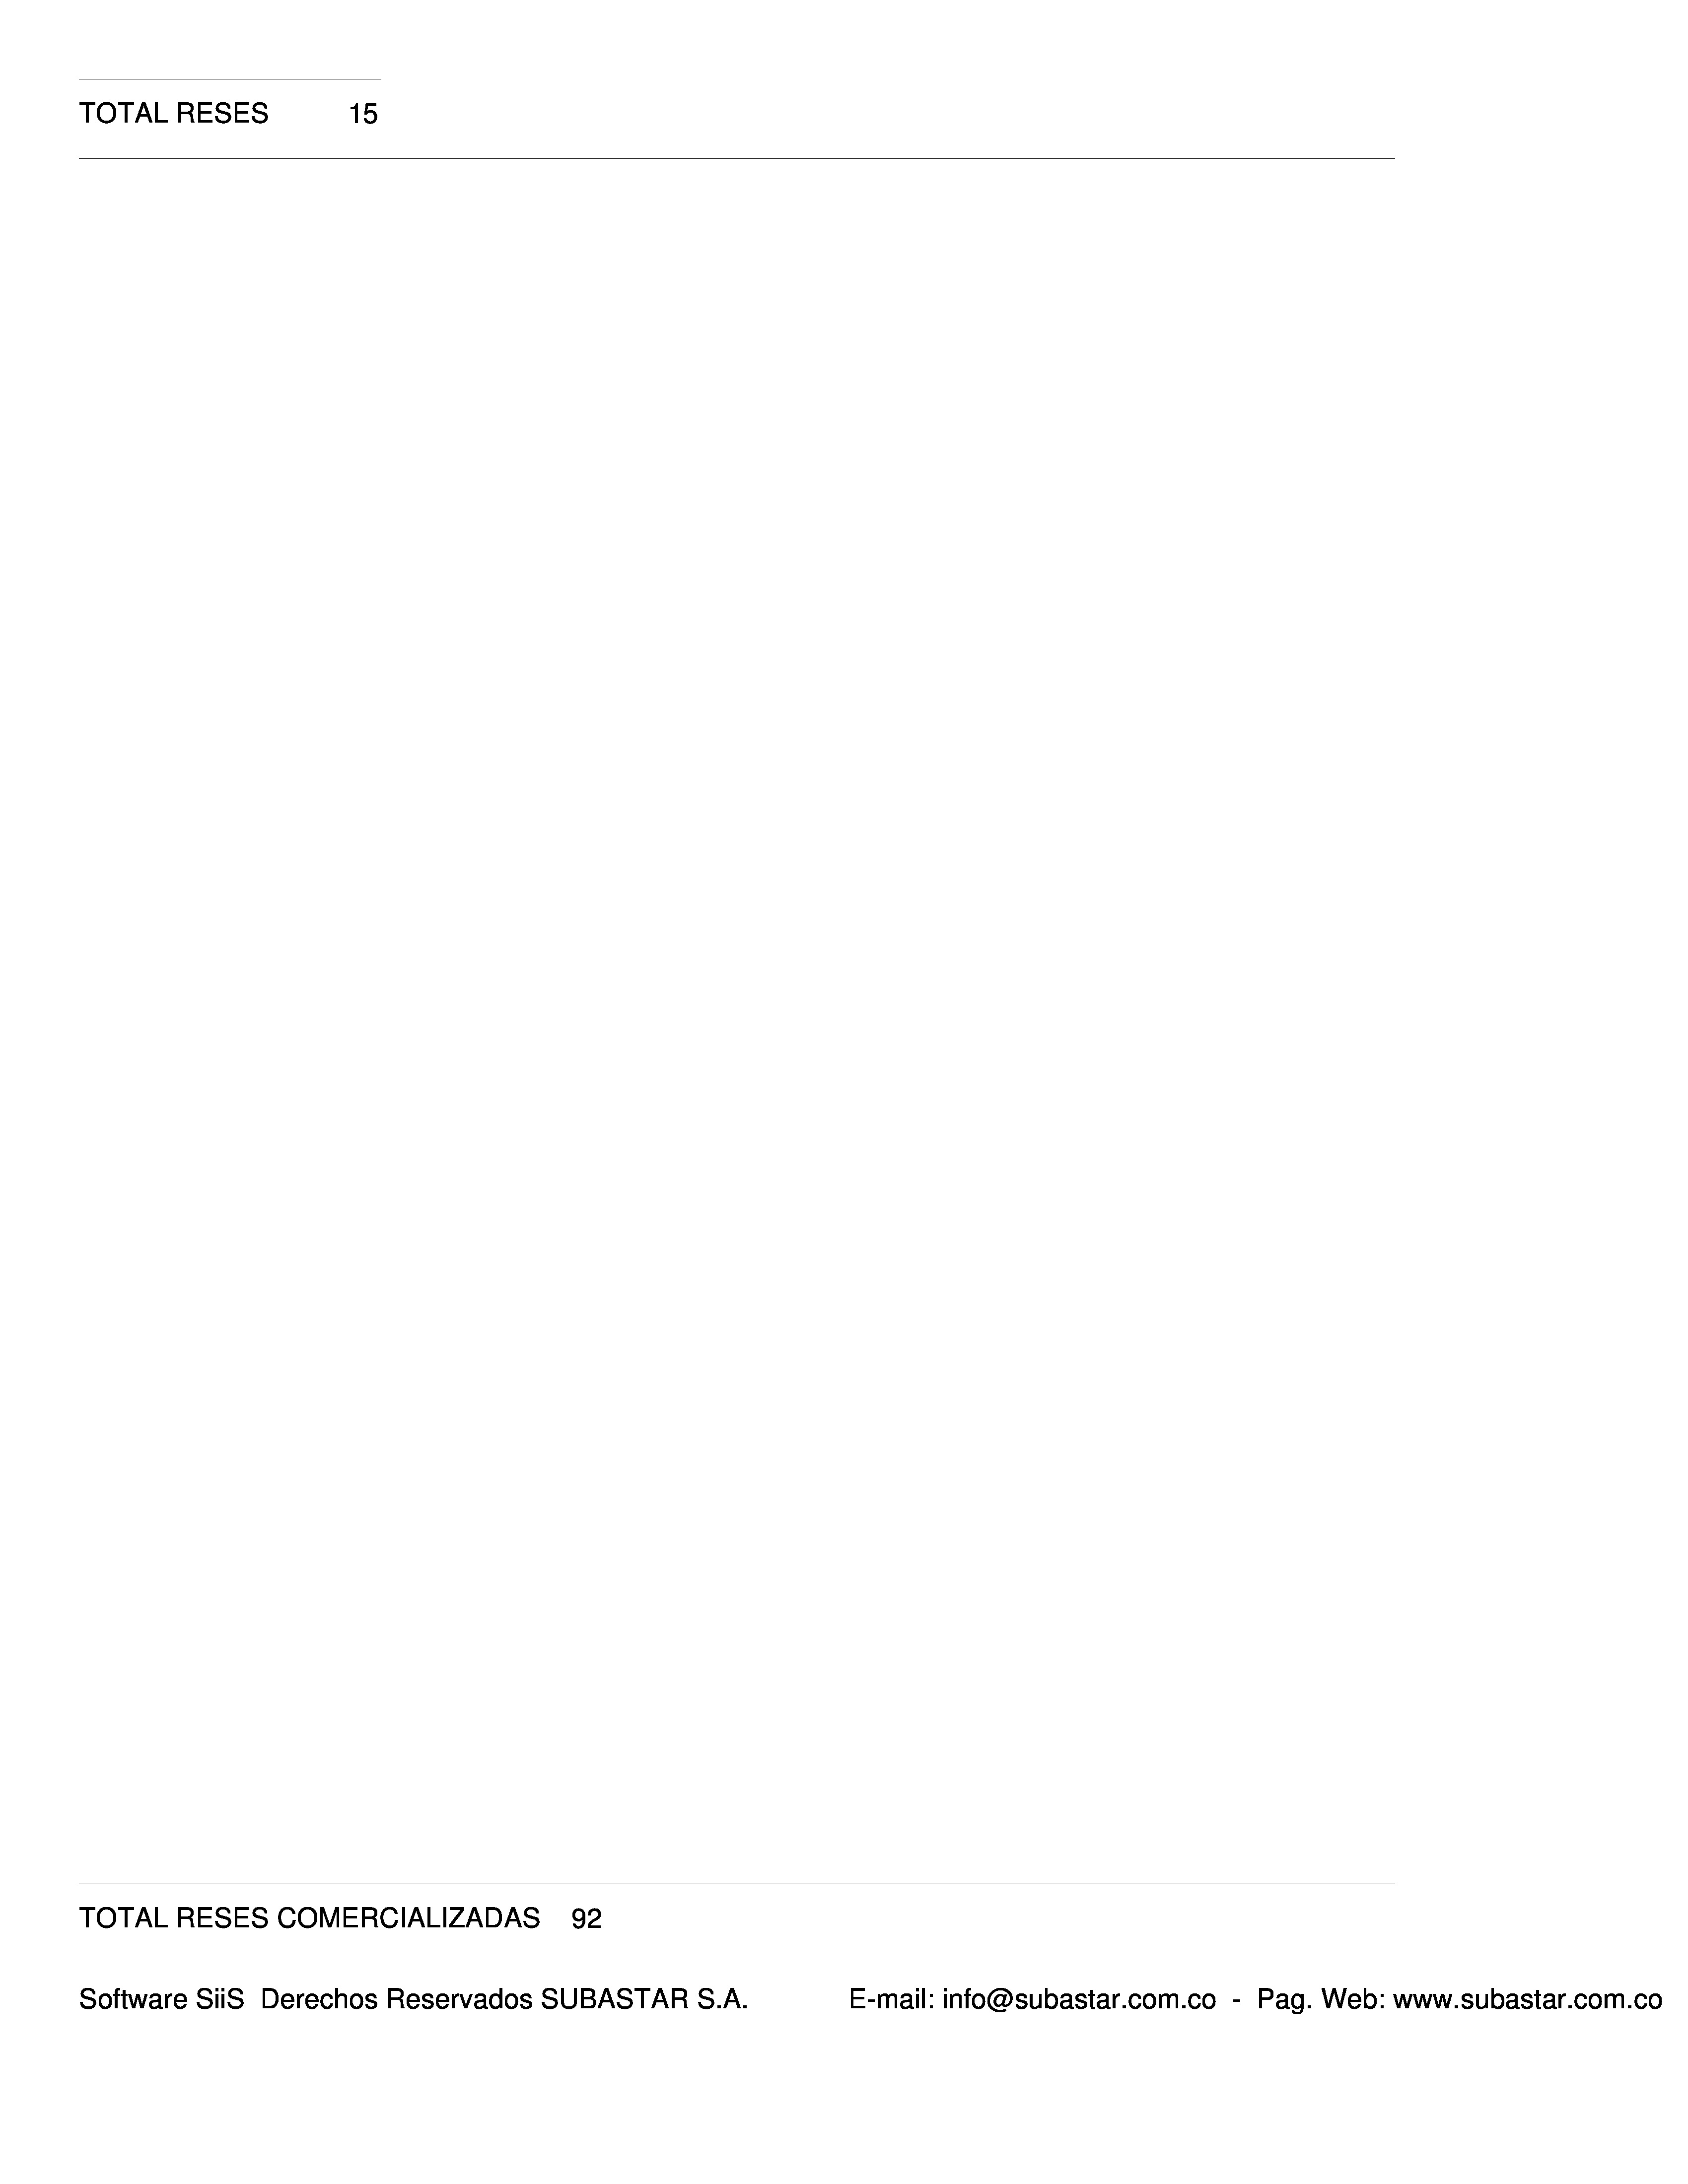 TOTAL RESES 15
TOTAL RESES COMERCIALIZADAS 92
Software SiiS Derechos Reservados SUBASTAR S.A. E-mail: info@subastar.com.co - Pag. Web: www.subastar.com.co